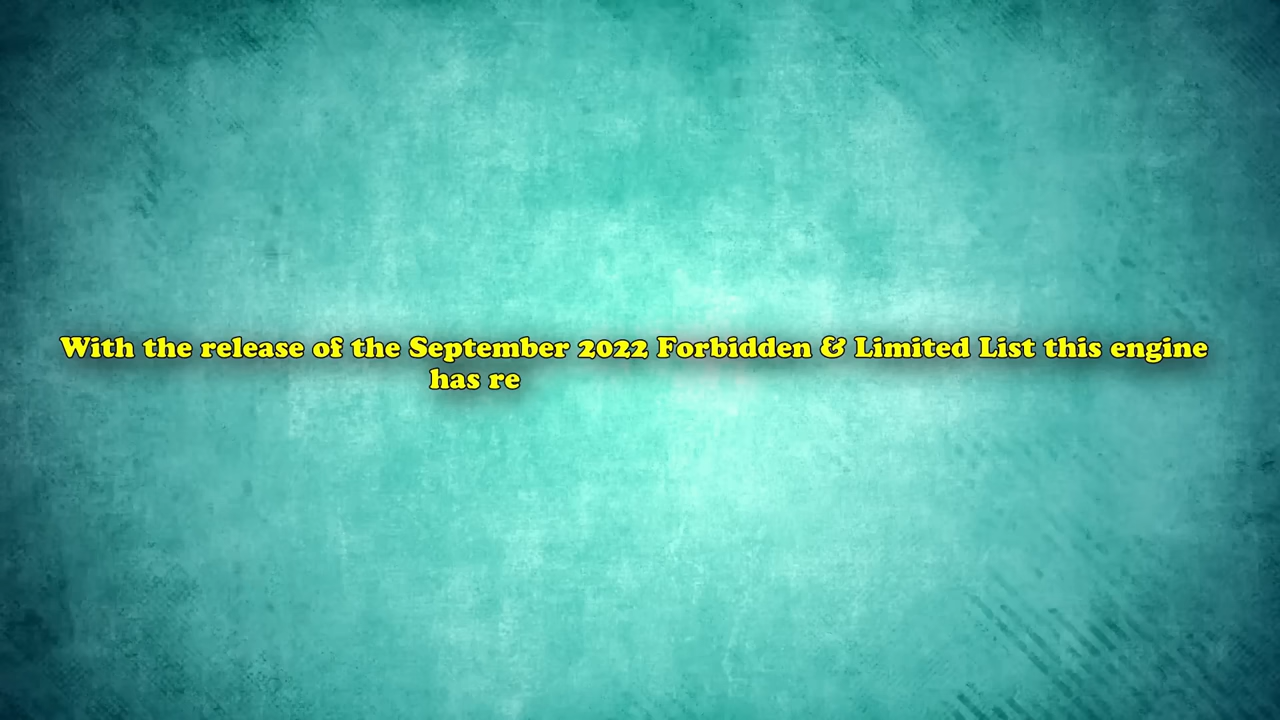 With the release of the September 2022 Forbidden & Limited List this engine
has re